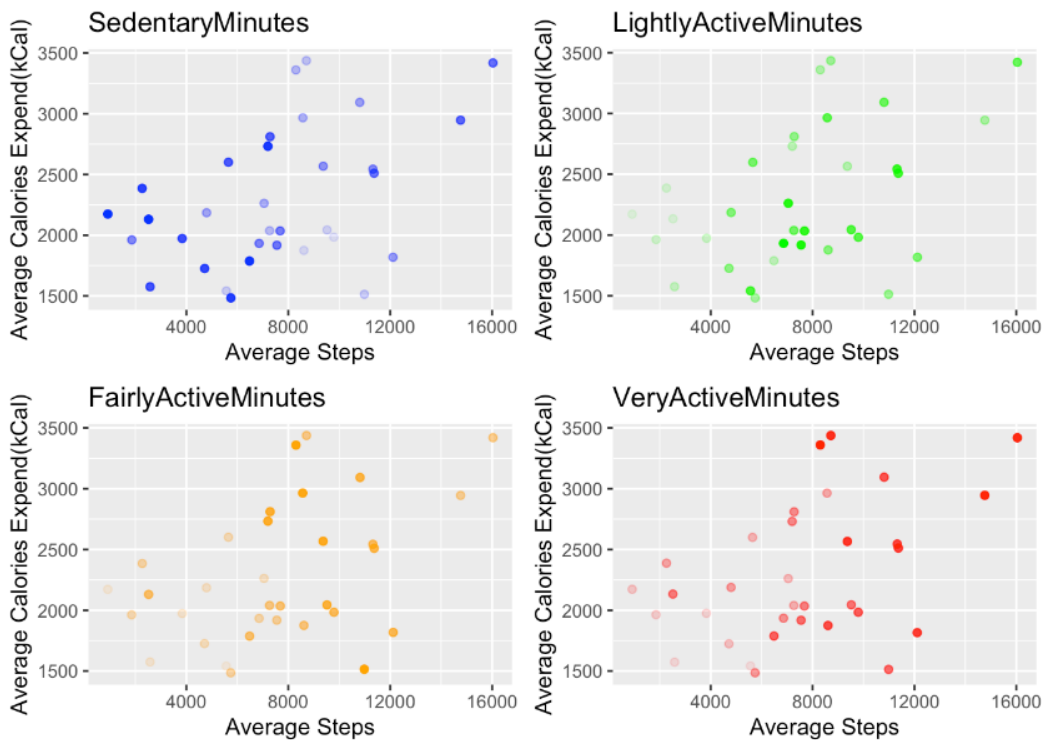 SedentaryMinutes
Average Calories Expend(kCal)
3500
3000
2500
2000
1500
4000 8000 12000 16000
Average Steps
LightlyActiveMinutes
Average Calories Expend(kCal)
3500
3000
2500
2000
1500
4000 8000 12000 16000
Average Steps
FairlyActiveMinutes
Average Calories Expend(kCal)
3500
3000
2500
2000
1500
4000 8000 12000 16000
Average Steps
VeryActiveMinutes
Average Calories Expend(kCal)
3500
3000
2500
2000
1500
4000 8000 12000 16000
Average Steps